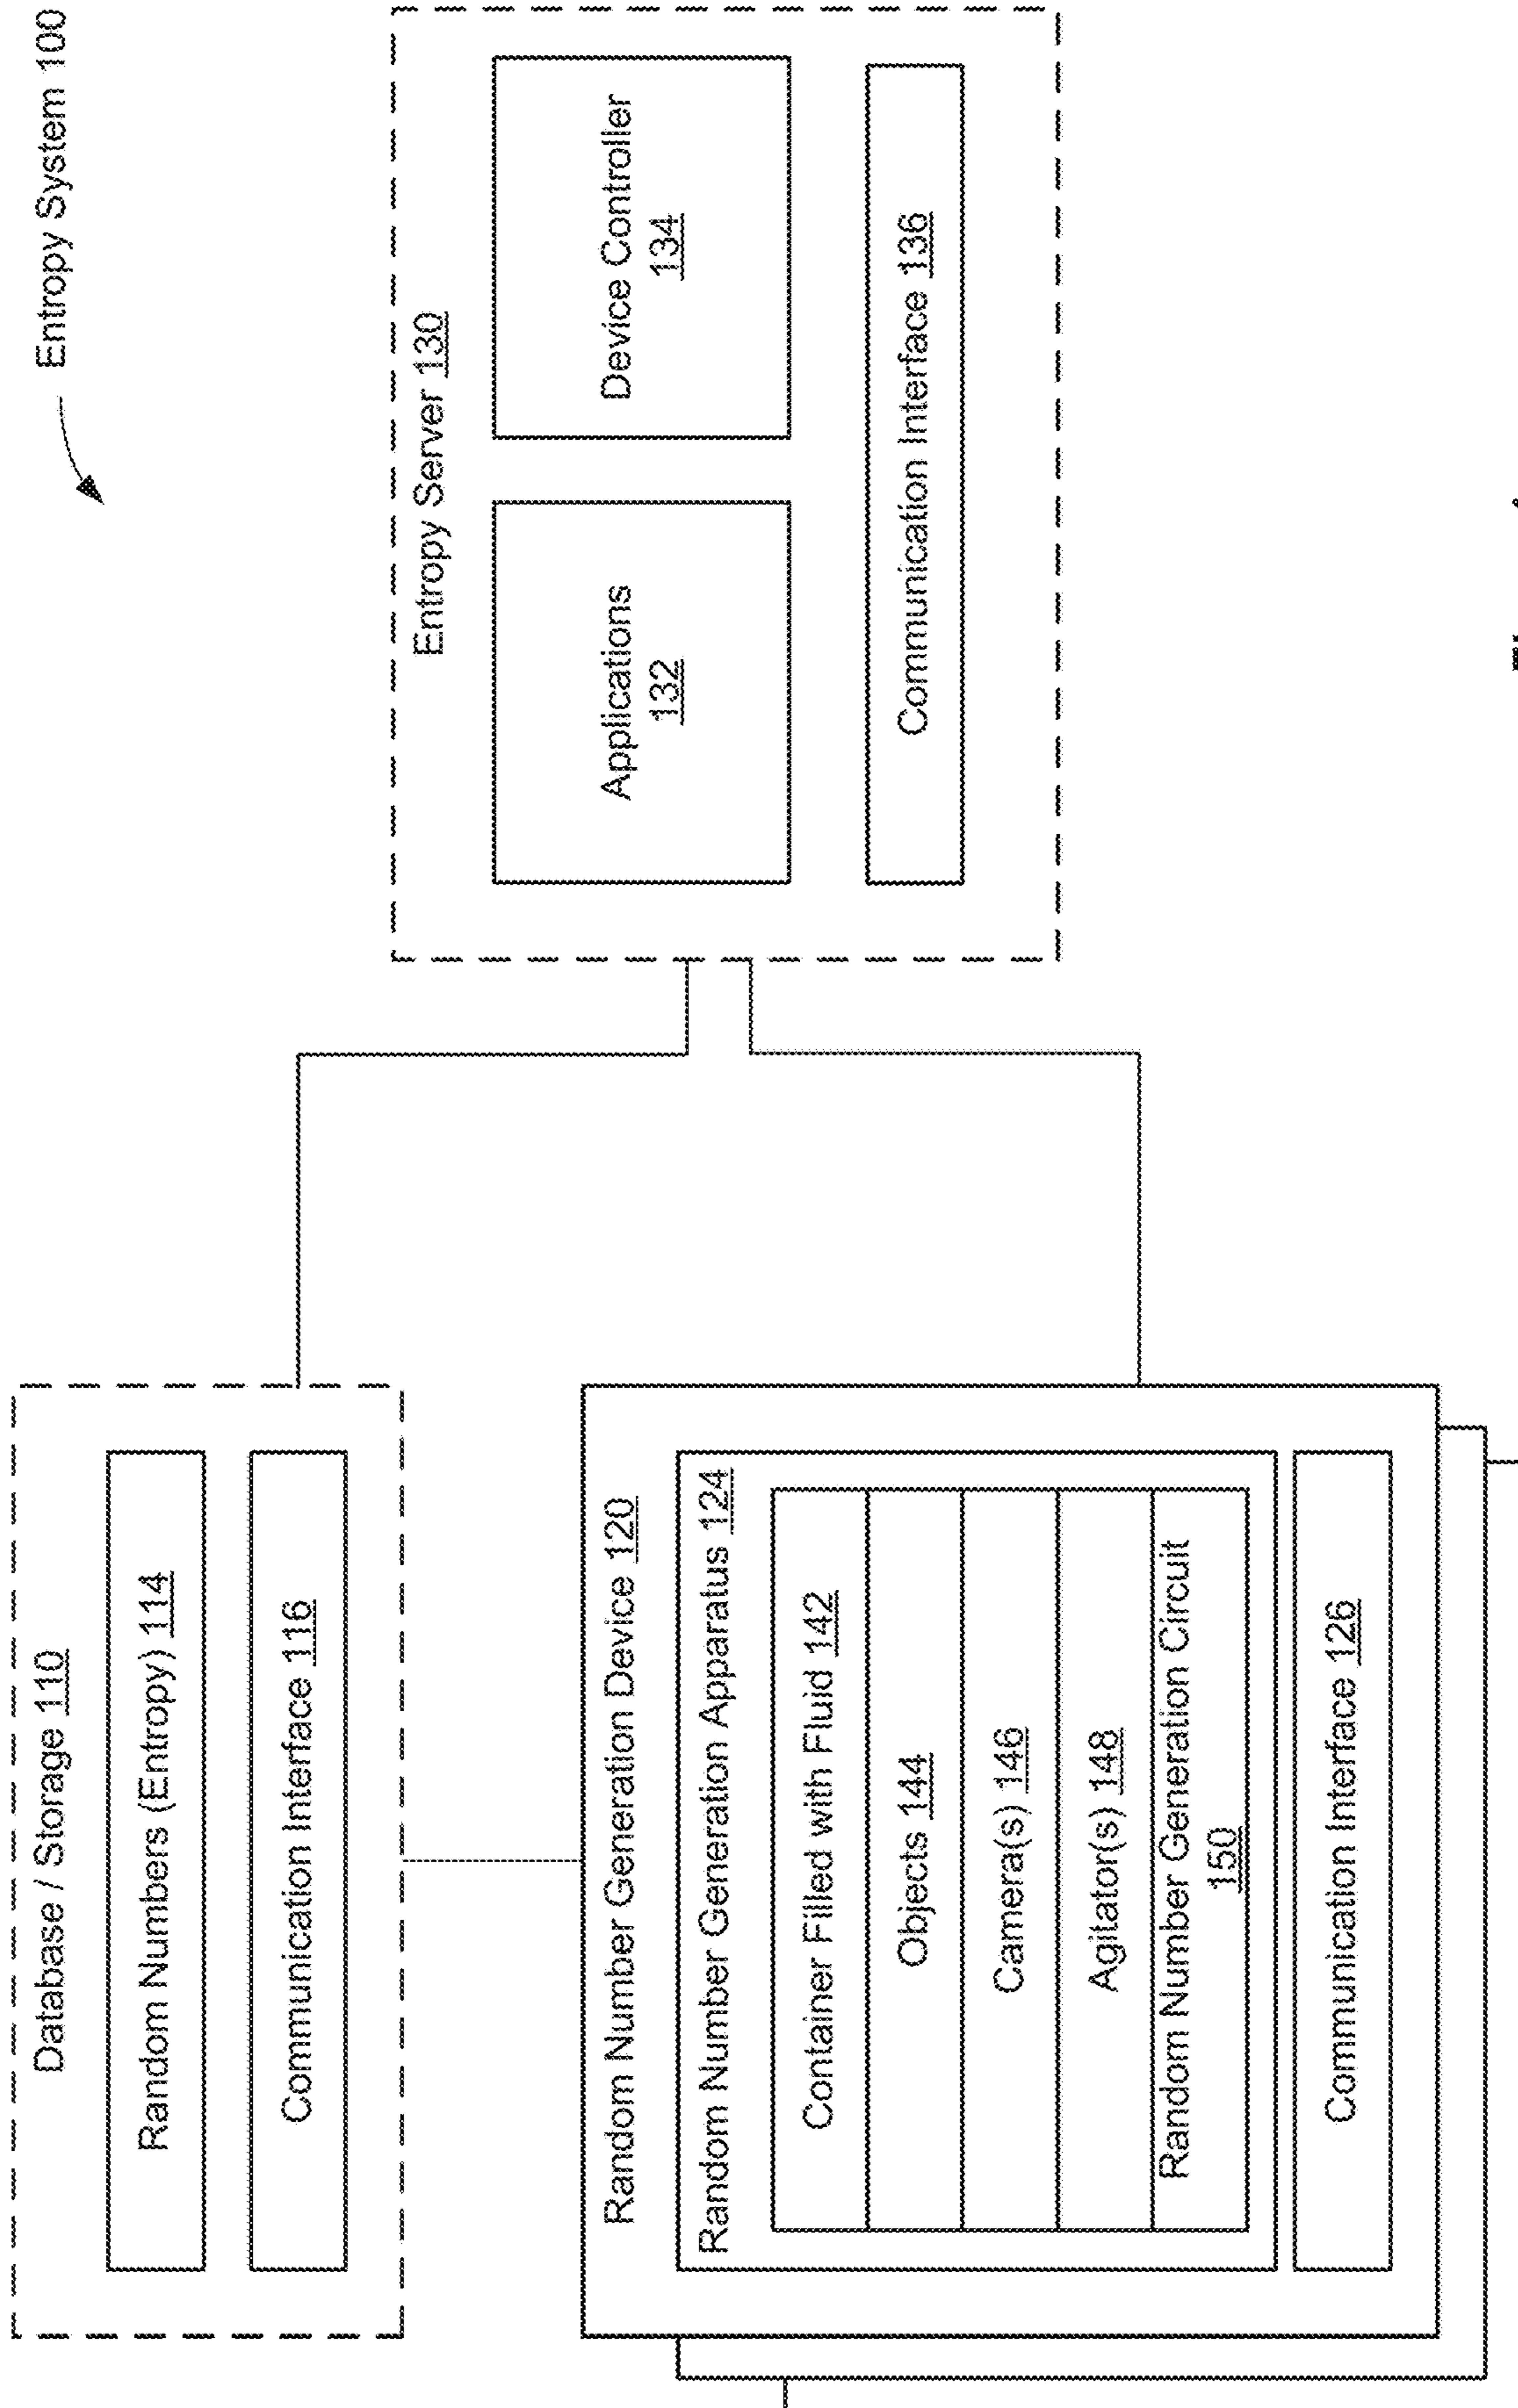 Entropy System 100
Database / Storage 110
Random Numbers (Entropy) 114
Communication Interface 116
Random Number Generation Device 120
Random Number Generation Apparatus 124
Container Filled with Fluid 142
Objects 144
Camera(s) 146
Agitator(s) 148
Random Number Generation Circuit
150
Communication Interface 126
Entropy Server 130
Applications
132
Device Controller
134
Communication Interface 136